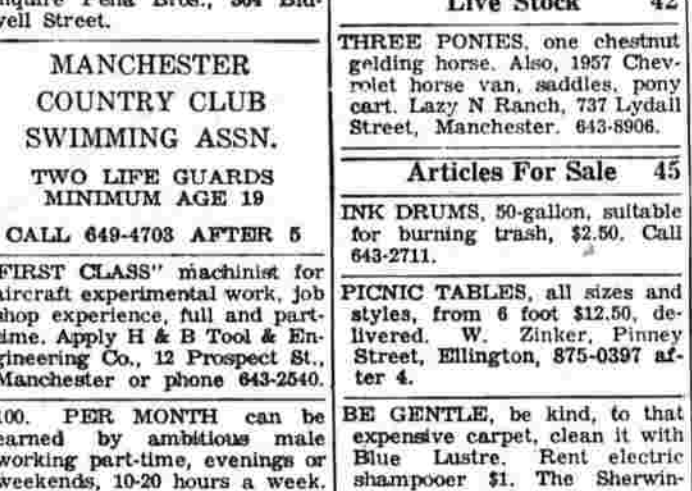 Bros.,
Street.
MANCHESTER
COUNTRY CLUB
SWIMMING ASSN.
TWO LIFE GUARDS
MINIMUM AGE 19
CALL 649-4703 AFTER 5
FIRST CLASS" machinist for
aircraft experimental work, job
shop experience, full and part-
time. Apply H & B Tool & En-
gineering Co., 12 Prospect St.,
Manchester or phone 643-2540.
100. PER MONTH can be
earned by ambitious male
working part-time, evenings or
weekends, 10-20 hours a week.
Live Stock 42
THREE PONIES, one chestnut
gelding horse. Also, 1957 Chev-
rolet horse van, saddles, pony
cart. Lazy N Ranch, 737 Lydall
Street, Manchester. 643-8906.
Articles For Sale 45
INK DRUMS, 50-gallon, suitable
for burning trash, $2.50. Call
643-2711.
PICNIC TABLES, all sizes and
styles, from 6 foot $12.50, de-
livered. W. Zinker, Pinney
Street, Ellington, 875-0397 af-
ter 4.
BE GENTLE, be kind, to that
expensive carpet, clean it with
Blue Lustre. Rent electric
shampooer $1. The Sherwin-